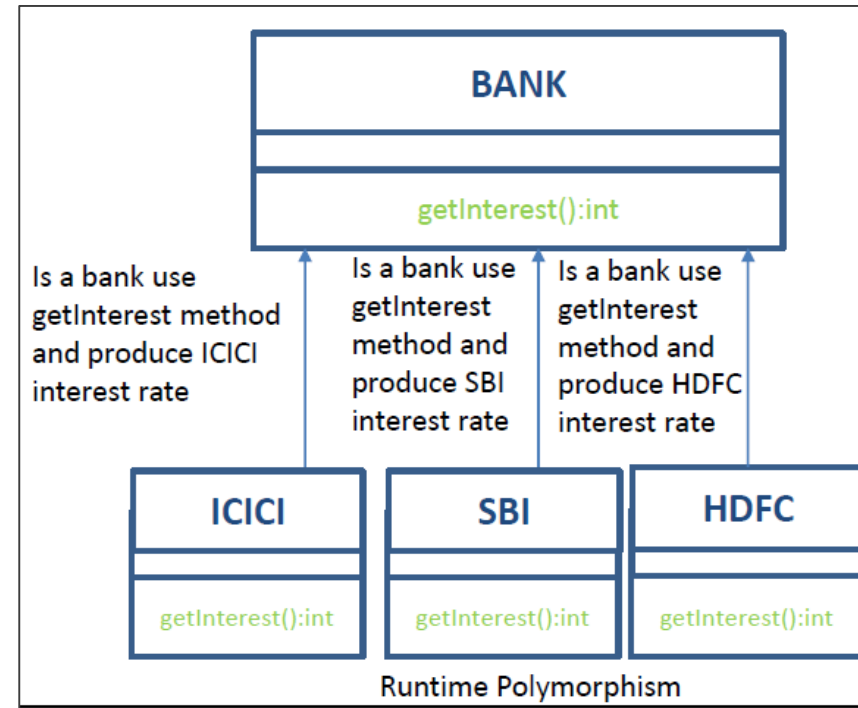 BANK
getInterest():int
Is a bank use
getInterest method
and produce ICICI
interest rate
Is a bank use
getInterest
method and
produce SBI
interest rate
Is a bank use
getInterest
method and
produce HDFC
interest rate
ICICI
getInterest():int
SBI
getInterest():int
HDFC
getInterest():int
Runtime Polymorphism